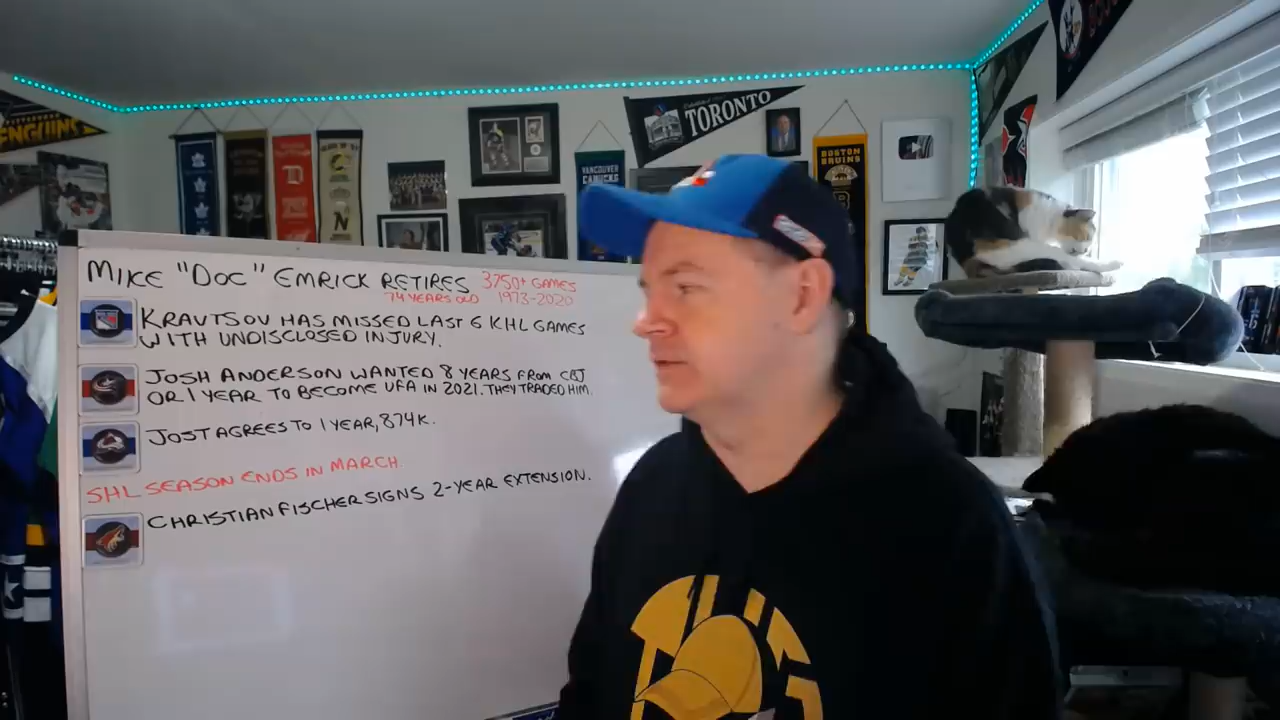 ENGUINS
TORONTO
VANCOUVER
CANUCKS
BOSTON
BRUINS
MIKE "DOC" EMRICK RETIRES 3750+ GAMES
74 YEARS OLD 1973-2020
KRAVTSOV HAS MISSED LAST 6 KHL GAMES
WITH UNDISCLOSED INJURY.
JOSH ANDERSON WANTED 8 YEARS FROM CBJ
OR 1 YEAR TO BECOME UFA IN 2021. THEY TRADED HIM.
JOST AGREES TO 1 YEAR, 874K.
SHL SEASON ENDS IN MARCH.
CHRISTIAN FISCHER SIGNS 2-YEAR EXTENSION.